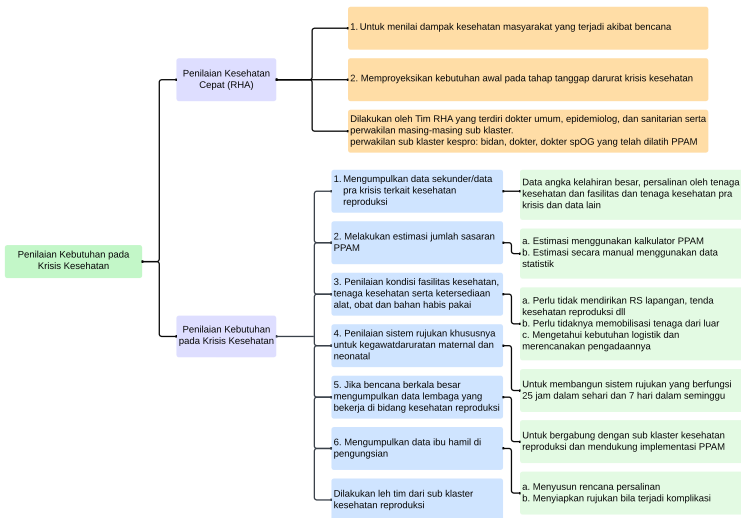 Penilaian Kebutuhan pada
Krisis Kesehatan
Penilaian Kesehatan
Cepat (RHA)
1. Untuk menilai dampak kesehatan masyarakat yang terjadi akibat bencana
2. Memproyeksikan kebutuhan awal pada tahap tanggap darurat krisis kesehatan
Dilakukan oleh Tim RHA yang terdiri dokter umum, epidemiolog, dan sanitarian serta
perwakilan masing-masing sub klaster.
perwakilan sub klaster kespro: bidan, dokter, dokter spOG yang telah dilatih PPAM
Penilaian Kebutuhan
pada Krisis Kesehatan
1. Mengumpulkan data sekunder/data
pra krisis terkait kesehatan
reproduksi
Data angka kelahiran besar, persalinan oleh tenaga
kesehatan dan fasilitas dan tenaga kesehatan pra
krisis dan data lain
2. Melakukan estimasi jumlah sasaran
PPAM
a. Estimasi menggunakan kalkulator PPAM
b. Estimasi secara manual menggunakan data
statistik
3. Penilaian kondisi fasilitas kesehatan,
tenaga kesehatan serta ketersediaan
alat, obat dan bahan habis pakai
a. Perlu tidak mendirikan RS lapangan, tenda
kesehatan reproduksi dll
b. Perlu tidaknya memobilisasi tenaga dari luar
c. Mengetahui kebutuhan logistik dan
merencanakan pengadaannya
4. Penilaian sistem rujukan khususnya
untuk kegawatdaruratan maternal dan
neonatal
Untuk membangun sistem rujukan yang berfungsi
25 jam dalam sehari dan 7 hari dalam seminggu
5. Jika bencana berkala besar
mengumpulkan data lembaga yang
bekerja di bidang kesehatan reproduksi
Untuk bergabung dengan sub klaster kesehatan
reproduksi dan mendukung implementasi PPAM
6. Mengumpulkan data ibu hamil di
pengungsian
a. Menyusun rencana persalinan
b. Menyiapkan rujukan bila terjadi komplikasi
Dilakukan leh tim dari sub klaster
kesehatan reproduksi